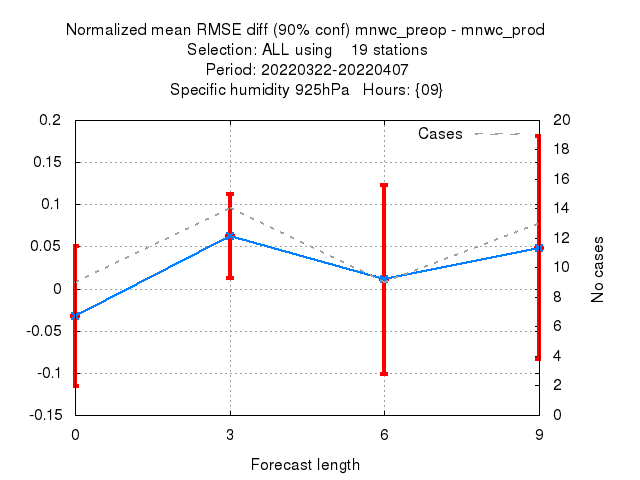 Normalized mean RMSE diff (90% conf) mnwc_preop - mnwc_prod
Selection: ALL using    19 stations
Period: 20220322-20220407
Specific humidity 925hPa   Hours: {09}
Cases
0.2
0.15
0.1
0.05
0
-0.05
-0.1
-0.15
20
18
16
14
12
10
8
6
4
2
0
No cases
0 3 6 9
Forecast length